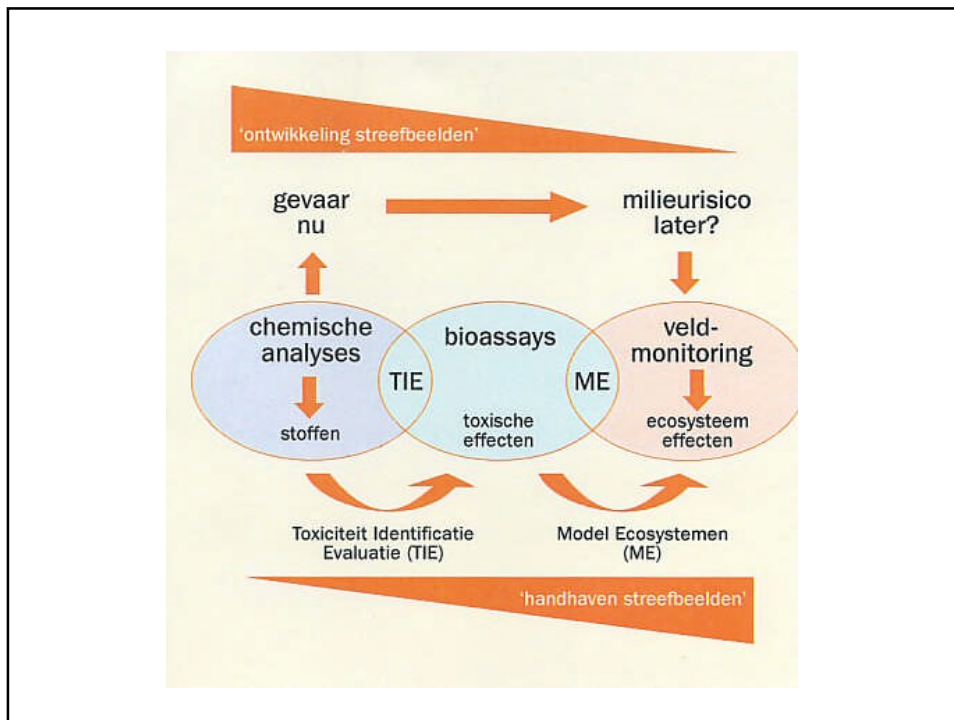 'ontwikkeling streefbeelden'
gevaar
nu
milieurisico
later?
chemische
analyses
stoffen
TIE
bioassays
toxische
effecten
ME
veld-
monitoring
ecosysteem
effecten
Toxiciteit Identificatie
Evaluatie (TIE)
Model Ecosystemen
(ME)
'handhaven streefbeelden'